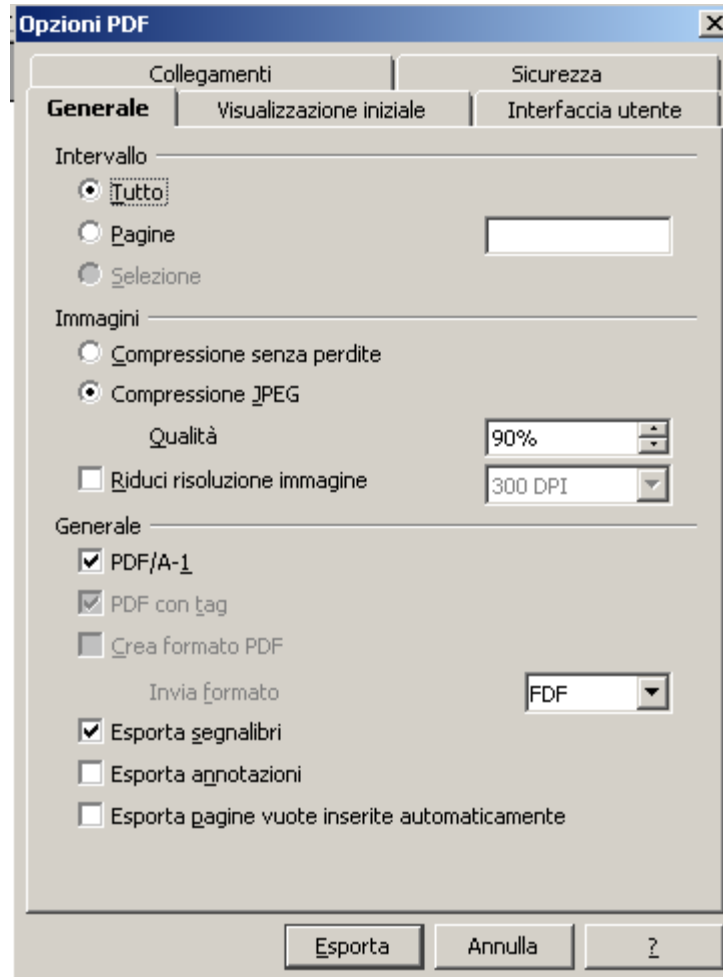 Opzioni PDF
Collegamenti Sicurezza
Generale Visualizzazione iniziale Interfaccia utente
Intervallo
Tutto
Pagine
Selezione
Immagini
Compressione senza perdite
Compressione JPEG
Qualità 90%
Riduci risoluzione immagine 300 DPI
Generale
PDF/A-1
PDF con tag
Crea formato PDF
Invia formato FDF
Esporta segnalibri
Esporta annotazioni
Esporta pagine vuote inserite automaticamente
Esporta Annulla ?